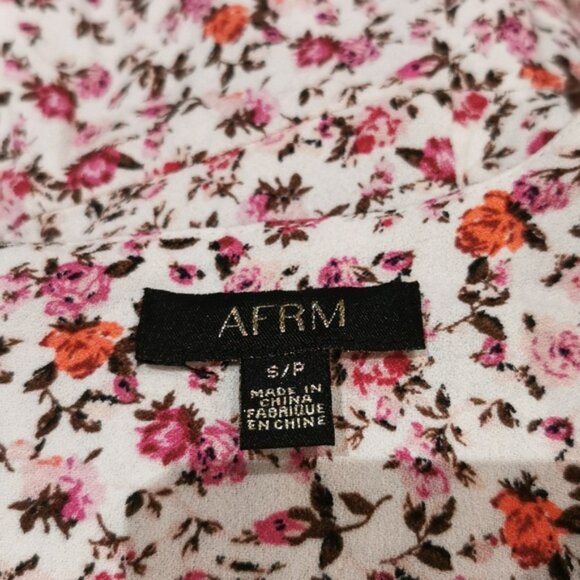 AFRM
S/P
MADE IN
CHINA
FABRIQUE
EN CHINE